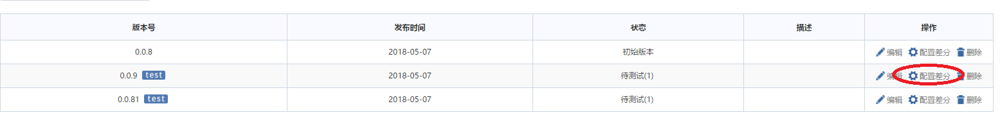 版本号 发布时间 状态 描述 操作
0.0.8 2018-05-07 初始版本 编辑 配置差分 删除
0.0.9 test 2018-05-07 待测试(1) 编辑 配置差分 删除
0.0.81 test 2018-05-07 待测试(1) 编辑 配置差分 删除